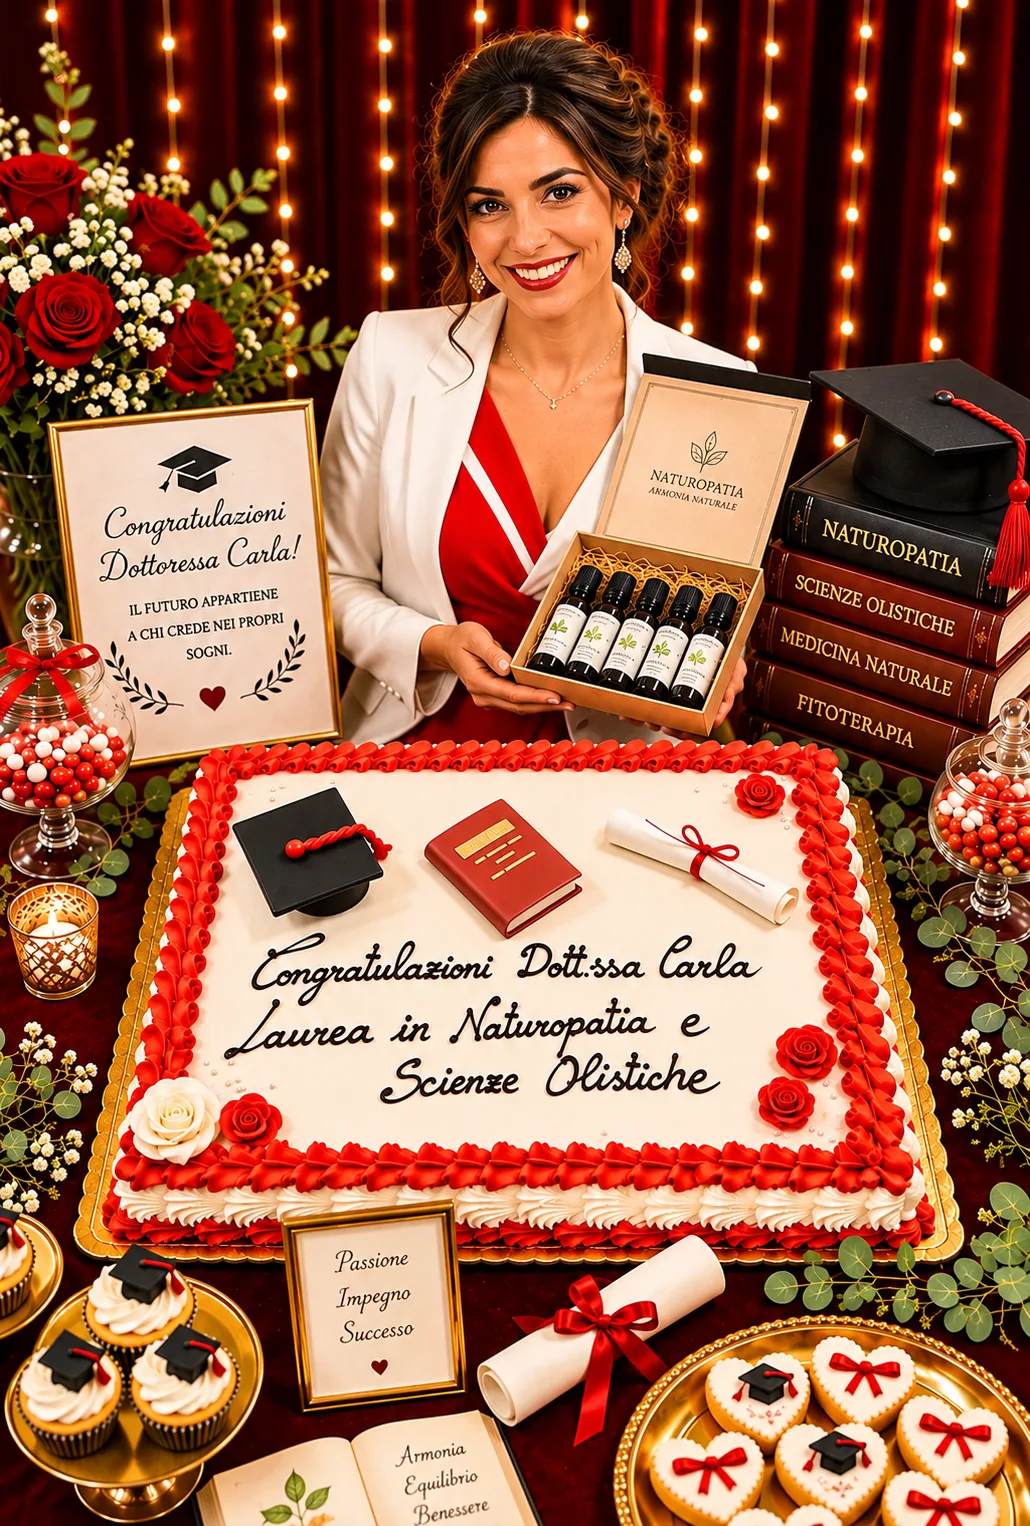 Congratulazioni
Dottoressa Carla!
IL FUTURO APPARTIENE
A CHI CREDE NEI PROPRI
SOGNI.
NATUROPATIA
ARMONIA NATURALE
NATUROPATIA
SCIENZE OLISTICHE
MEDICINA NATURALE
FITOTERAPIA
Congratulazioni Dott.ssa Carla
Laurea in Naturopatia e
Scienze Olistiche
Passione
Impegno
Successo
Armonia
Equilibrio
Benessere